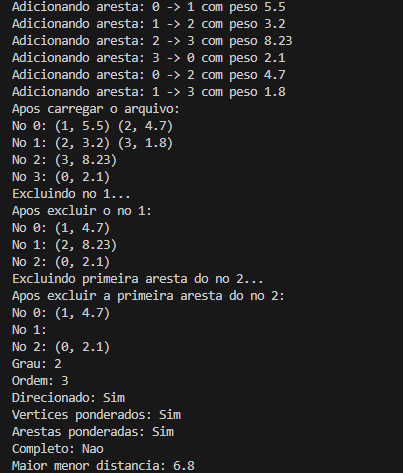 Adicionando aresta: 0 -> 1 com peso 5.5
Adicionando aresta: 1 -> 2 com peso 3.2
Adicionando aresta: 2 -> 3 com peso 8.23
Adicionando aresta: 3 -> 0 com peso 2.1
Adicionando aresta: 0 -> 2 com peso 4.7
Adicionando aresta: 1 -> 3 com peso 1.8
Apos carregar o arquivo:
No 0: (1, 5.5) (2, 4.7)
No 1: (2, 3.2) (3, 1.8)
No 2: (3, 8.23)
No 3: (0, 2.1)
Excluindo no 1...
Apos excluir o no 1:
No 0: (1, 4.7)
No 1: (2, 8.23)
No 2: (0, 2.1)
Excluindo primeira aresta do no 2...
Apos excluir a primeira aresta do no 2:
No 0: (1, 4.7)
No 1:
No 2: (0, 2.1)
Grau: 2
Ordem: 3
Direcionado: Sim
Vertices ponderados: Sim
Arestas ponderadas: Sim
Completo: Nao
Maior menor distancia: 6.8